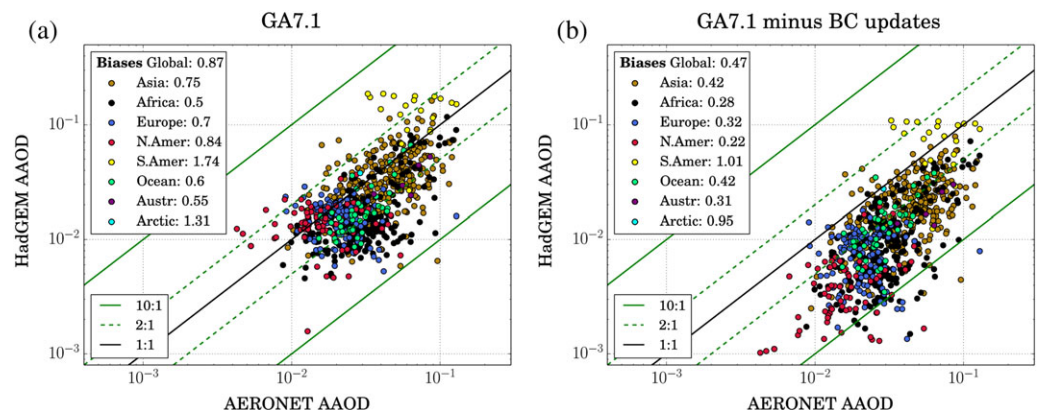 (a)
GA7.1
Biases Global: 0.87
Asia: 0.75
Africa: 0.5
Europe: 0.7
N.Amer: 0.84
S.Amer: 1.74
Ocean: 0.6
Austr: 0.55
Arctic: 1.31
10:1
2:1
1:1
HadGEM AAOD
10⁻¹
10⁻²
10⁻³
10⁻³
10⁻²
10⁻¹
AERONET AAOD
(b)
GA7.1 minus BC updates
Biases Global: 0.47
Asia: 0.42
Africa: 0.28
Europe: 0.32
N.Amer: 0.22
S.Amer: 1.01
Ocean: 0.42
Austr: 0.31
Arctic: 0.95
10:1
2:1
1:1
HadGEM AAOD
10⁻¹
10⁻²
10⁻³
10⁻³
10⁻²
10⁻¹
AERONET AAOD